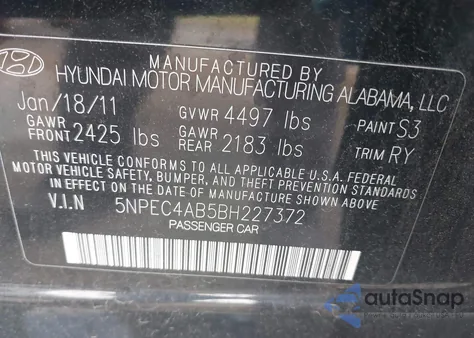 MANUFACTURED BY
HYUNDAI MOTOR MANUFACTURING ALABAMA, LLC
Jan/18/11 GVWR 4497 lbs PAINT S3
GAWR FRONT 2425 lbs GAWR REAR 2183 lbs TRIM RY
THIS VEHICLE CONFORMS TO ALL APPLICABLE U.S.A FEDERAL
MOTOR VEHICLE SAFETY, BUMPER, AND THEFT PREVENTION STANDARDS
IN EFFECT ON THE DATE OF MANUFACTURE SHOWN ABOVE.
V.I.N 5NPEC4AB5BH227372
PASSENGER CAR
autoSnap